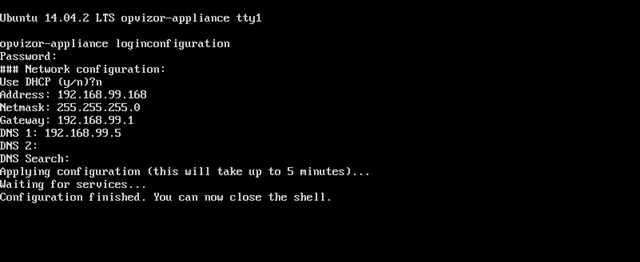 Ubuntu 14.04.2 LTS opvizor-appliance tty1
opvizor-appliance loginconfiguration
Password:
### Network configuration:
Use DHCP (y/n)?n
Address: 192.168.99.168
Netmask: 255.255.255.0
Gateway: 192.168.99.1
DNS 1: 192.168.99.5
DNS 2:
DNS Search:
Applying configuration (this will take up to 5 minutes)...
Waiting for services...
Configuration finished. You can now close the shell.